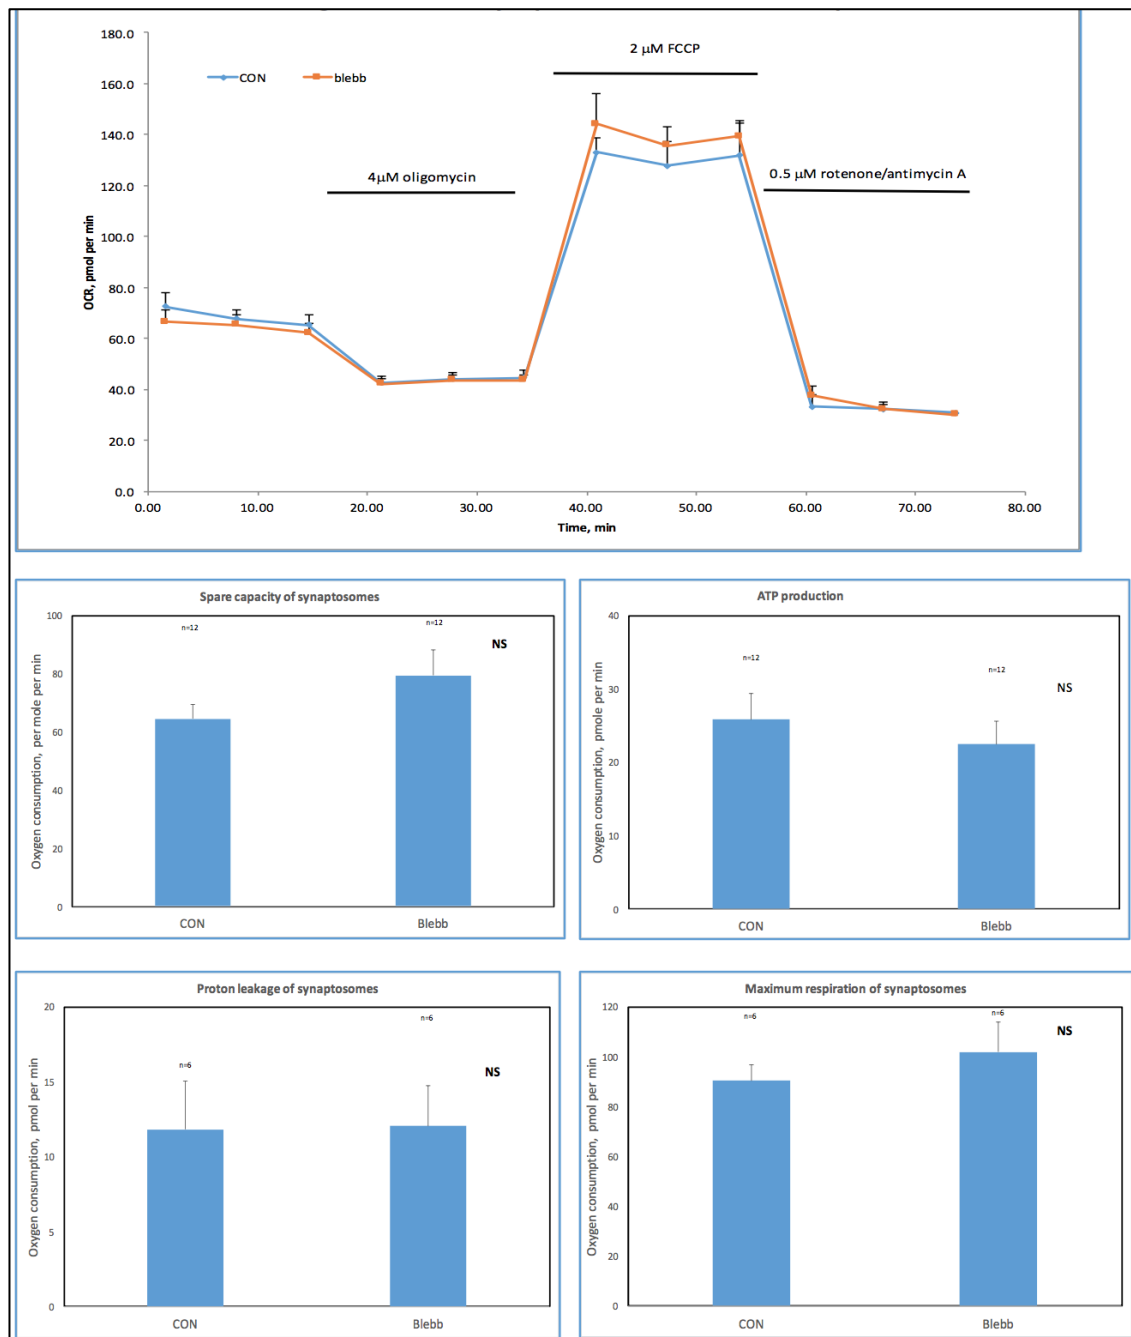 180.0
160.0
140.0
120.0
100.0
80.0
60.0
40.0
20.0
0.0
OCR, pmol per min
CON
blebb
2 µM FCCP
4µM oligomycin
0.5 µM rotenone/antimycin A
0.00 10.00 20.00 30.00 40.00 50.00 60.00 70.00 80.00
Time, min
Spare capacity of synaptosomes
100
80
60
40
20
0
Oxygen consumption, per mole per min
n=12
n=12
NS
CON Blebb
ATP production
40
30
20
10
0
Oxygen consumption, pmole per min
n=12
n=12
NS
CON Blebb
Proton leakage of synaptosomes
20
15
10
5
0
Oxygen consumption, pmol per min
n=6
n=6
NS
CON Blebb
Maximum respiration of synaptosomes
120
100
80
60
40
20
0
Oxygen consumption, pmol per min
n=6
n=6
NS
CON Blebb